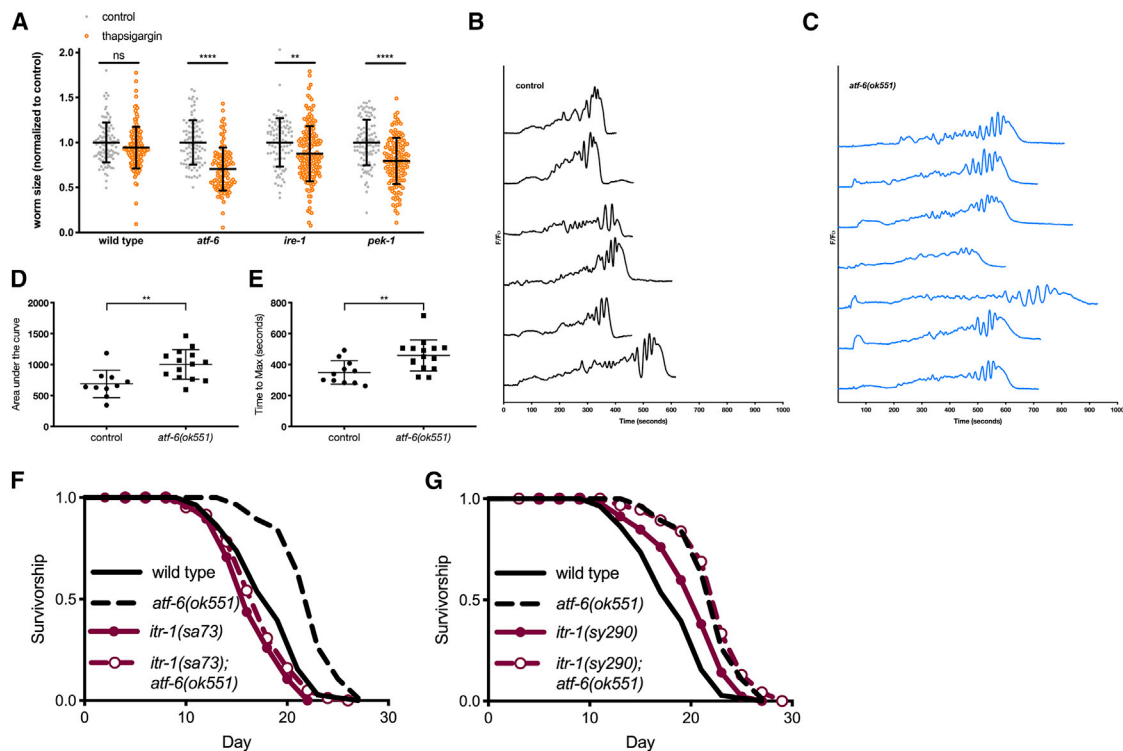 A
control
thapsigargin
worm size (normalized to control)
2.0
1.5
1.0
0.5
0.0
ns
****
**
****
wild type
atf-6
ire-1
pek-1
B
control
F/F₀
0
100
200
300
400
500
600
700
800
900
1000
Time (seconds)
C
atf-6(ok551)
F/F₀
100
200
300
400
500
600
700
800
900
1000
Time (seconds)
D
Area under the curve
2000
1500
1000
500
0
**
control
atf-6(ok551)
E
Time to Max (seconds)
800
600
400
200
0
**
control
atf-6(ok551)
F
Survivorship
1.0
0.5
0.0
wild type
atf-6(ok551)
itr-1(sa73)
itr-1(sa73);
atf-6(ok551)
0
10
20
30
Day
G
Survivorship
1.0
0.5
0.0
wild type
atf-6(ok551)
itr-1(sy290)
itr-1(sy290);
atf-6(ok551)
0
10
20
30
Day